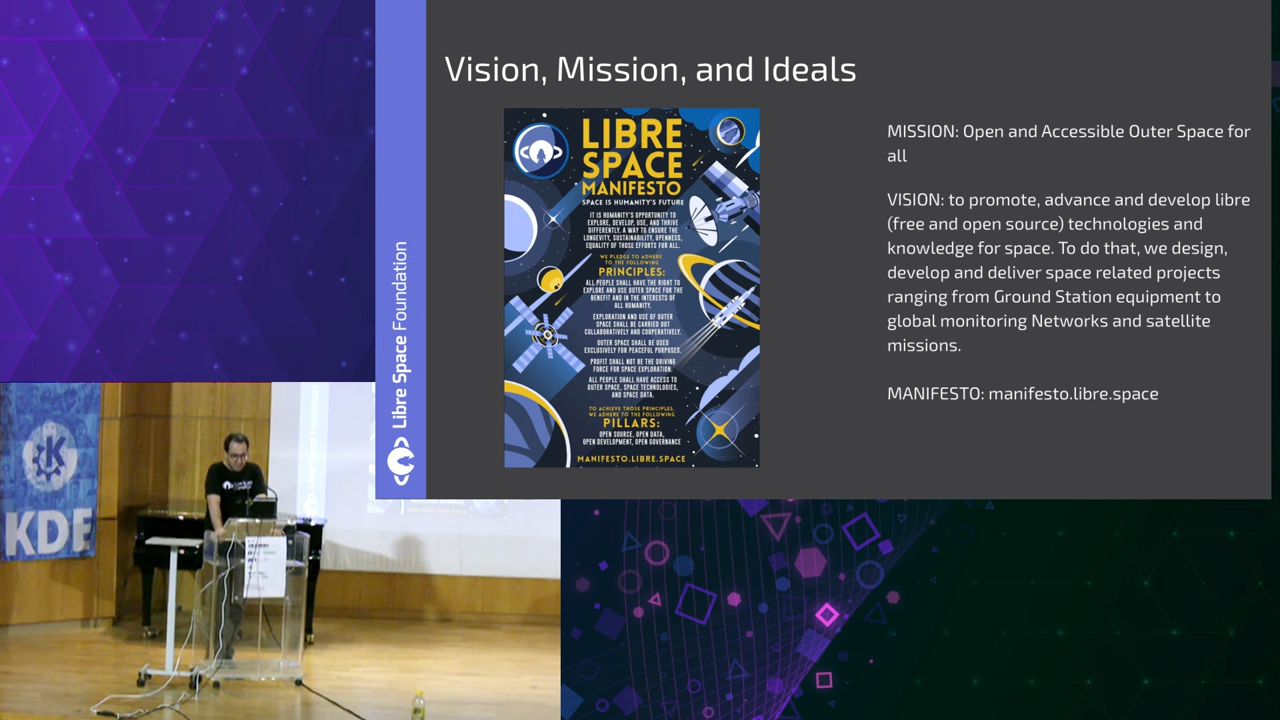 Vision, Mission, and Ideals
LIBRE
SPACE
MANIFESTO
SPACE IS HUMANITY'S FUTURE
IT IS HUMANITY'S OPPORTUNITY TO
EXPLORE, DEVELOP, USE, AND THRIVE
DIFFERENTLY. A WAY TO ENSURE THE
LONGEVITY, SUSTAINABILITY, OPENNESS,
EQUALITY OF THOSE EFFORTS FOR ALL.
WE PLEDGE TO ADHERE
TO THE FOLLOWING
PRINCIPLES:
ALL PEOPLE SHALL HAVE THE RIGHT TO
EXPLORE AND USE OUTER SPACE FOR THE
BENEFIT AND IN THE INTERESTS OF
ALL HUMANITY.
EXPLORATION AND USE OF OUTER
SPACE SHALL BE CARRIED OUT
COLLABORATIVELY AND COOPERATIVELY.
OUTER SPACE SHALL BE USED
EXCLUSIVELY FOR PEACEFUL PURPOSES.
PROFIT SHALL NOT BE THE DRIVING
FORCE FOR SPACE EXPLORATION.
ALL PEOPLE SHALL HAVE ACCESS TO
OUTER SPACE, SPACE TECHNOLOGIES,
AND SPACE DATA.
TO ACHIEVE THOSE PRINCIPLES,
WE ADHERE TO THE FOLLOWING
PILLARS:
OPEN SOURCE, OPEN DATA,
OPEN DEVELOPMENT, OPEN GOVERNANCE
MANIFESTO.LIBRE.SPACE
MISSION: Open and Accessible Outer Space for
all
VISION: to promote, advance and develop libre
(free and open source) technologies and
knowledge for space. To do that, we design,
develop and deliver space related projects
ranging from Ground Station equipment to
global monitoring Networks and satellite
missions.
MANIFESTO: manifesto.libre.space
Libre Space Foundation
KDE